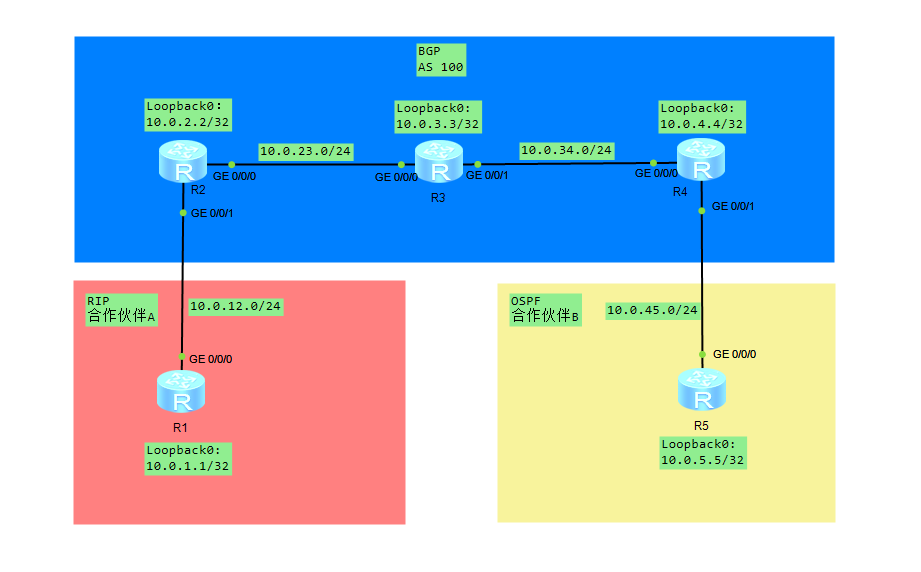 BGP
AS 100
Loopback0:
10.0.2.2/32
Loopback0:
10.0.3.3/32
Loopback0:
10.0.4.4/32
10.0.23.0/24
10.0.34.0/24
R
R
R
GE 0/0/0
GE 0/0/0
GE 0/0/1
GE 0/0/0
R2
R3
R4
GE 0/0/1
GE 0/0/1
RIP
合作伙伴A
10.0.12.0/24
OSPF
合作伙伴B
10.0.45.0/24
GE 0/0/0
GE 0/0/0
R
R
R1
R5
Loopback0:
10.0.1.1/32
Loopback0:
10.0.5.5/32